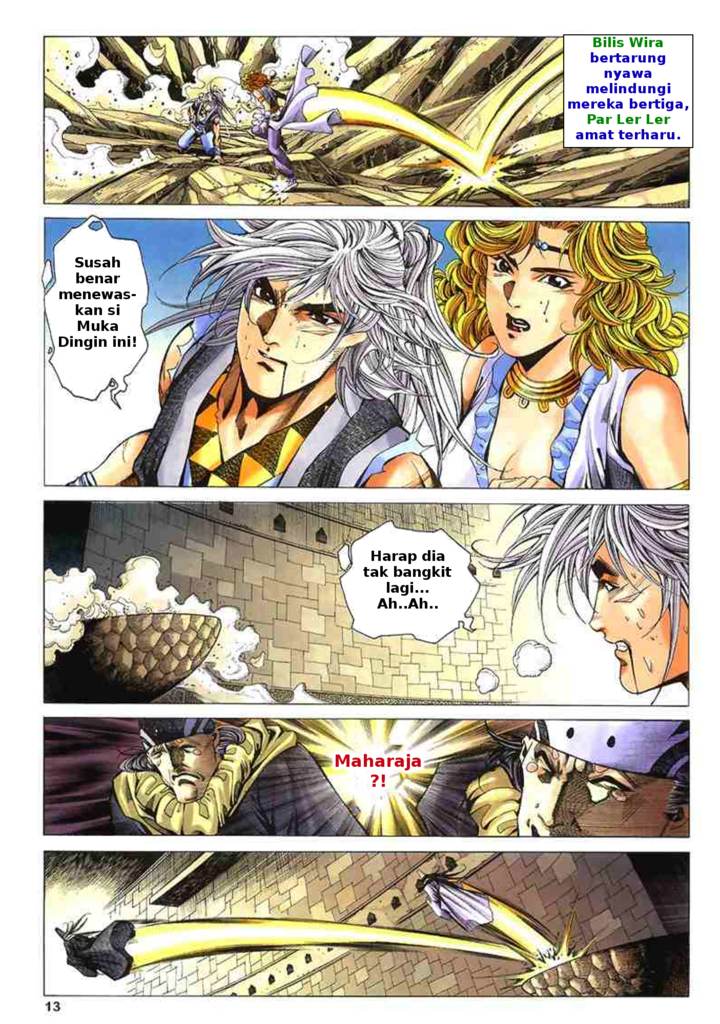 Bilis Wira
bertarung
nyawa
melindungi
mereka bertiga,
Par Ler Ler
amat terharu.
Susah
benar
menewas-
kan si
Muka
Dingin ini!
Harap dia
tak bangkit
lagi...
Ah..Ah..
Maharaja
?!
13